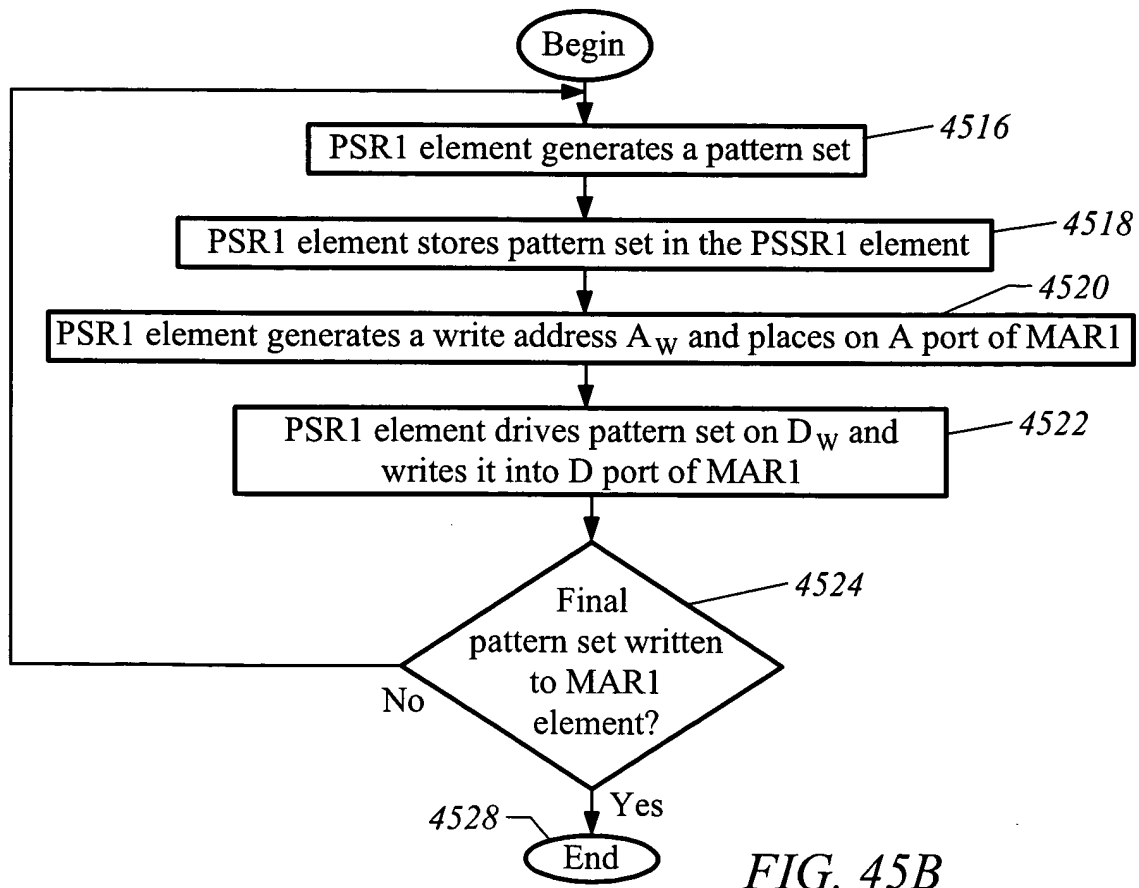 Begin
4516
PSR1 element generates a pattern set
4518
PSR1 element stores pattern set in the PSSR1 element
4520
PSR1 element generates a write address A_W and places on A port of MAR1
PSR1 element drives pattern set on D_W and
writes it into D port of MAR1
4522
4524
Final
pattern set written
to MAR1
element?
No
Yes
4528
End
FIG. 45B